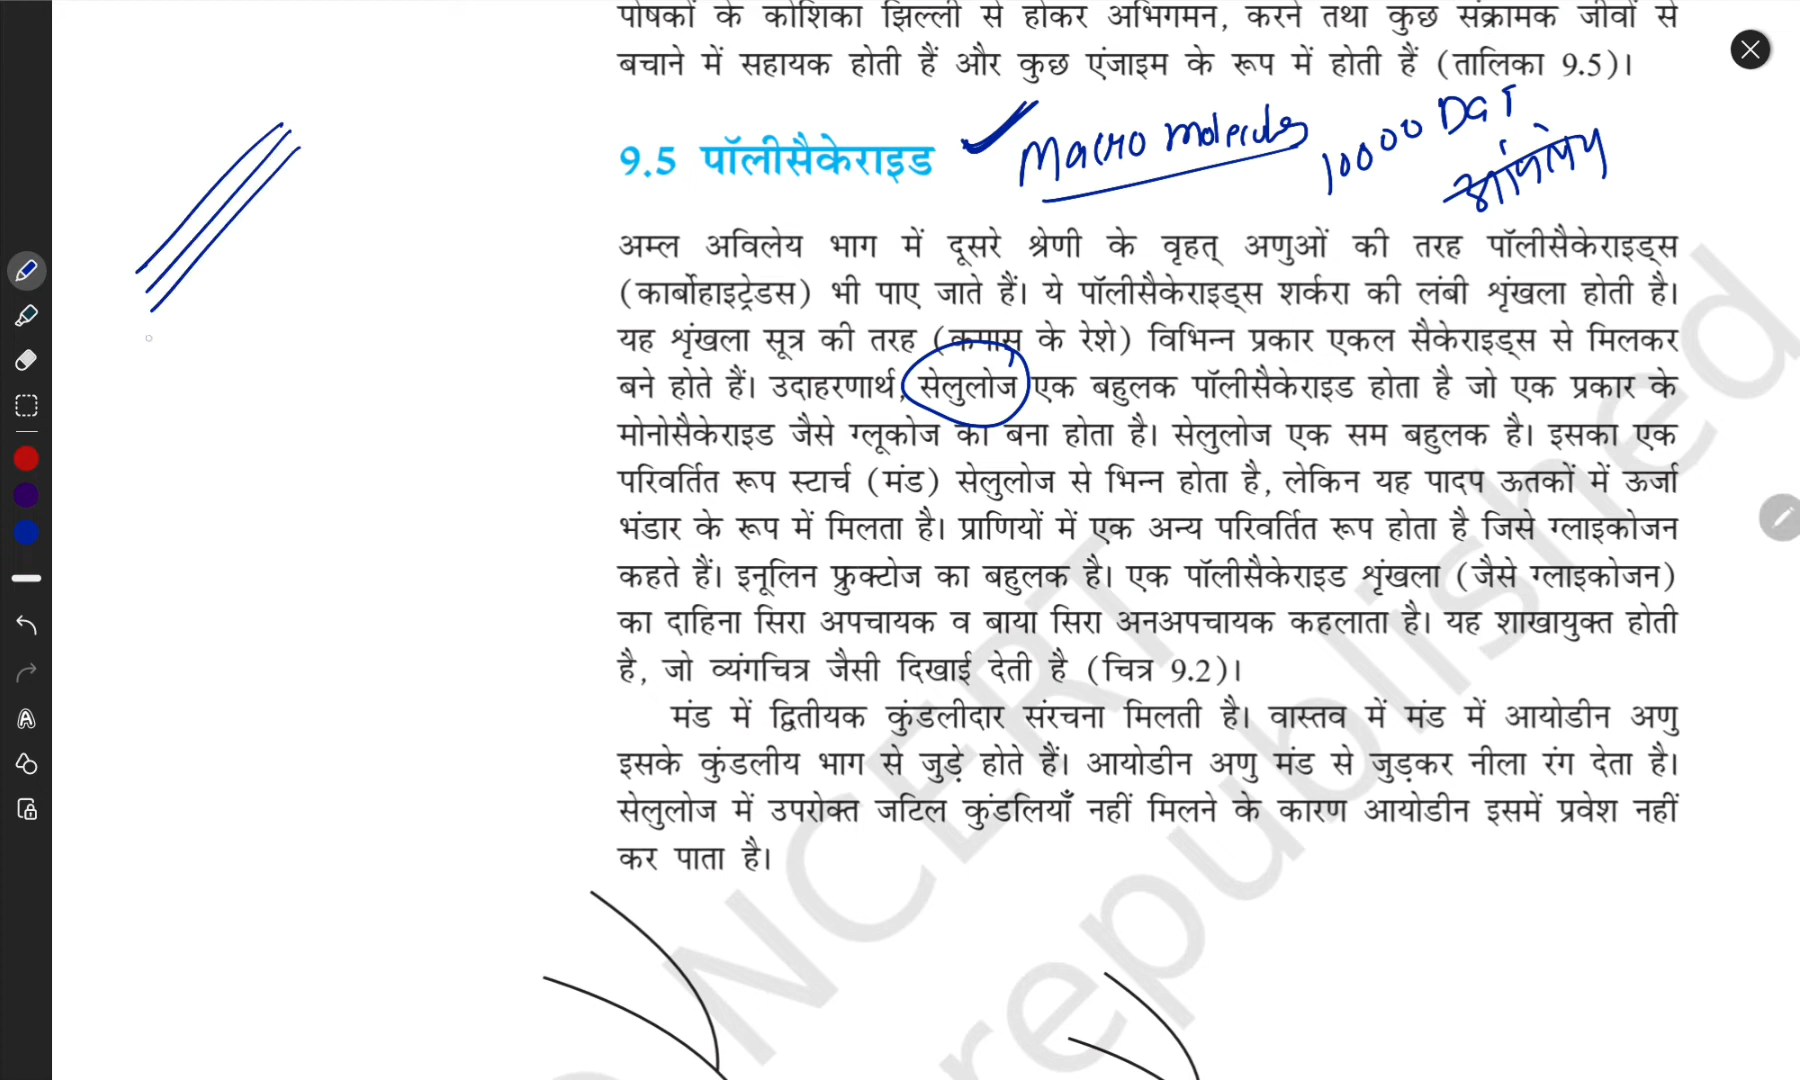 पोषकों के कोशिका झिल्ली से होकर अभिगमन, करने तथा कुछ संक्रामक जीवों से
बचाने में सहायक होती हैं और कुछ एंजाइम के रूप में होती हैं (तालिका 9.5)।
9.5 पॉलीसैकेराइड
Macro molecules
10000
अम्ल अविलेय भाग में दूसरे श्रेणी के वृहत् अणुओं की तरह पॉलीसैकेराइड्स
(कार्बोहाइट्रेडस) भी पाए जाते हैं। ये पॉलीसैकेराइड्स शर्करा की लंबी शृंखला होती है।
यह शृंखला सूत्र की तरह (कपास के रेशे) विभिन्न प्रकार एकल सैकेराइड्स से मिलकर
बने होते हैं। उदाहरणार्थ, सेलुलोज एक बहुलक पॉलीसैकेराइड होता है जो एक प्रकार के
मोनोसैकेराइड जैसे ग्लूकोज का बना होता है। सेलुलोज एक सम बहुलक है। इसका एक
परिवर्तित रूप स्टार्च (मंड) सेलुलोज से भिन्न होता है, लेकिन यह पादप ऊतकों में ऊर्जा
भंडार के रूप में मिलता है। प्राणियों में एक अन्य परिवर्तित रूप होता है जिसे ग्लाइकोजन
कहते हैं। इनूलिन फ्रुक्टोज का बहुलक है। एक पॉलीसैकेराइड शृंखला (जैसे ग्लाइकोजन)
का दाहिना सिरा अपचायक व बाया सिरा अनअपचायक कहलाता है। यह शाखायुक्त होती
है, जो व्यंगचित्र जैसी दिखाई देती है (चित्र 9.2)।
मंड में द्वितीयक कुंडलीदार संरचना मिलती है। वास्तव में मंड में आयोडीन अणु
इसके कुंडलीय भाग से जुड़े होते हैं। आयोडीन अणु मंड से जुड़कर नीला रंग देता है।
सेलुलोज में उपरोक्त जटिल कुंडलियाँ नहीं मिलने के कारण आयोडीन इसमें प्रवेश नहीं
कर पाता है।
NCERT
republished